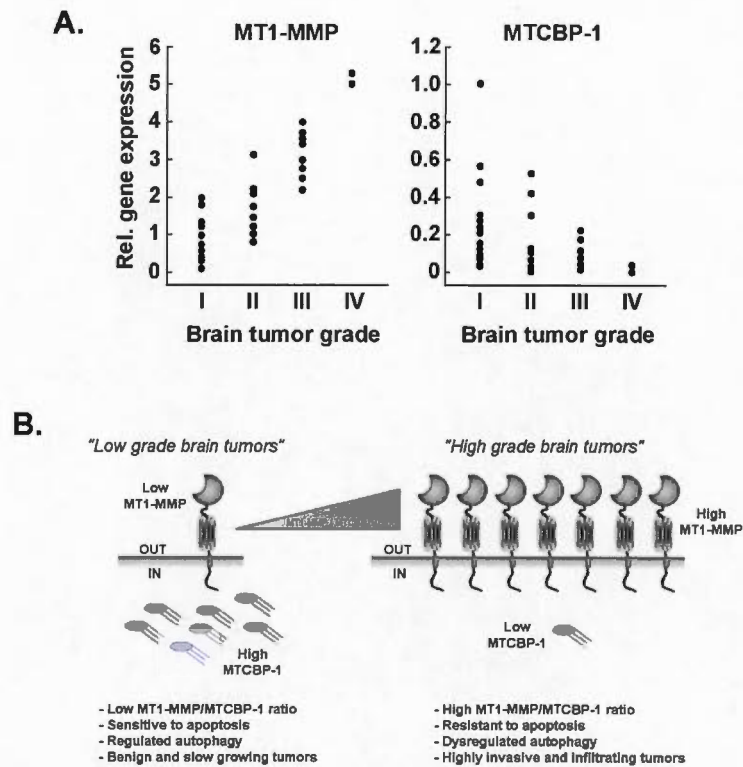 A.
MT1-MMP
MTCBP-1
Rel. gene expression
6
5
4
3
2
1
0
I II III IV
Brain tumor grade
1.2
1.0
0.8
0.6
0.4
0.2
0
I II III IV
Brain tumor grade
B.
"Low grade brain tumors"
"High grade brain tumors"
Low
MT1-MMP
OUT
IN
High
MTCBP-1
High
MT1-MMP
OUT
IN
Low
MTCBP-1
- Low MT1-MMP/MTCBP-1 ratio
- Sensitive to apoptosis
- Regulated autophagy
- Benign and slow growing tumors
- High MT1-MMP/MTCBP-1 ratio
- Resistant to apoptosis
- Dysregulated autophagy
- Highly invasive and infiltrating tumors